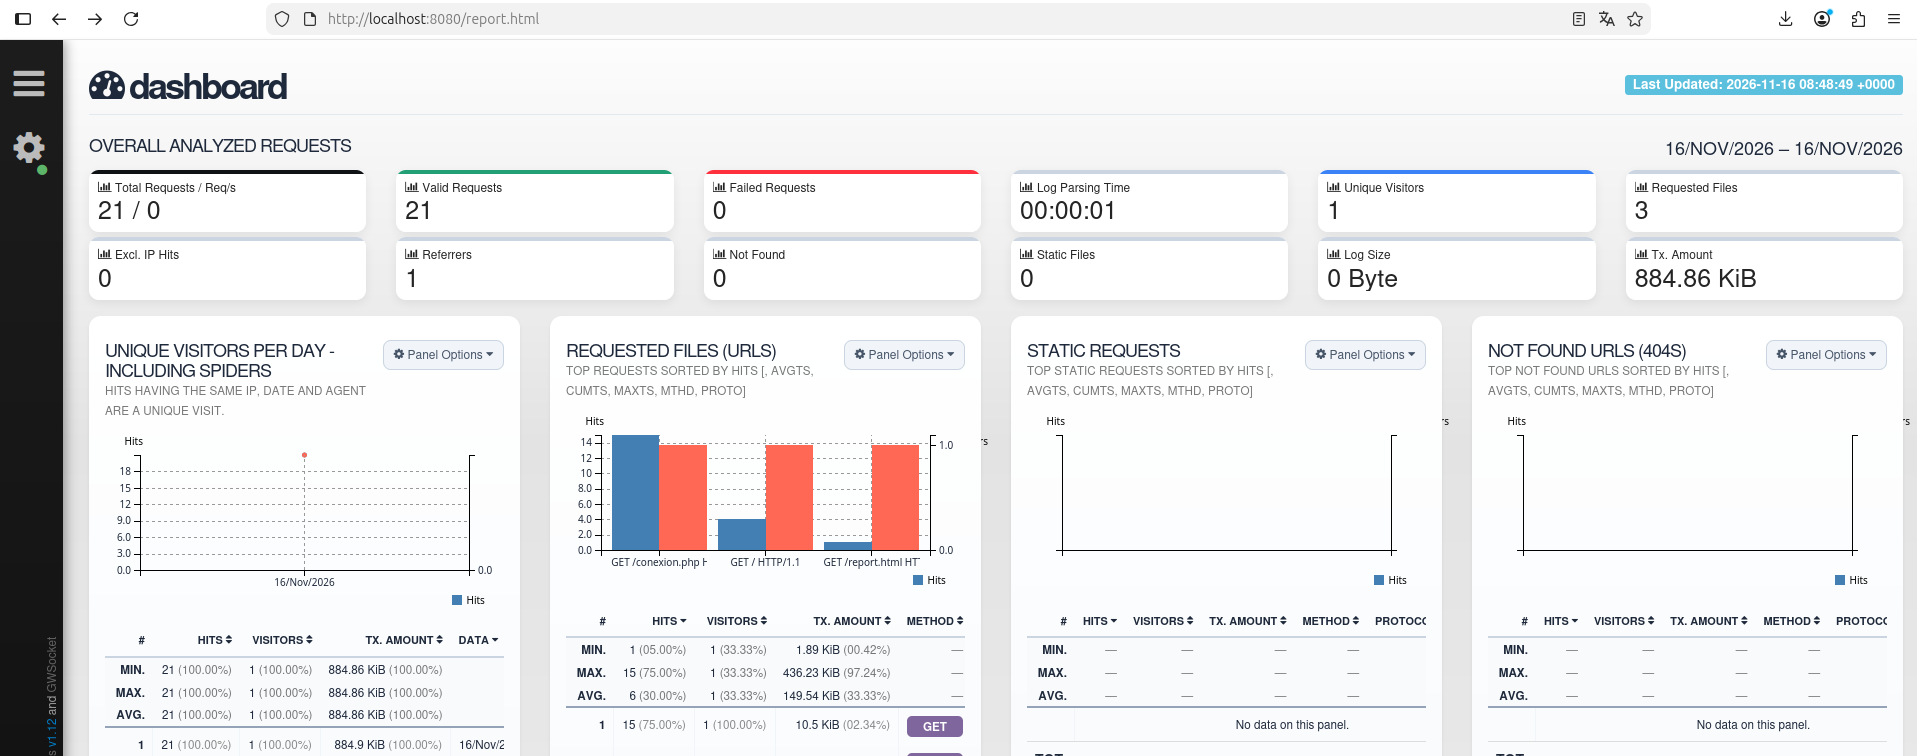 http://localhost:8080/report.html
dashboard
Last Updated: 2026-11-16 08:48:49 +0000
OVERALL ANALYZED REQUESTS
16/NOV/2026 – 16/NOV/2026
Total Requests / Req/s
21 / 0
Valid Requests
21
Failed Requests
0
Log Parsing Time
00:00:01
Unique Visitors
1
Requested Files
3
Excl. IP Hits
0
Referrers
1
Not Found
0
Static Files
0
Log Size
0 Byte
Tx. Amount
884.86 KiB
UNIQUE VISITORS PER DAY -
INCLUDING SPIDERS
Panel Options
HITS HAVING THE SAME IP, DATE AND AGENT
ARE A UNIQUE VISIT.
Hits
18
15
12
9.0
6.0
3.0
0.0
0.0
16/Nov/2026
Hits
# HITS VISITORS TX. AMOUNT DATA
MIN. 21 (100.00%) 1 (100.00%) 884.86 KiB (100.00%)
MAX. 21 (100.00%) 1 (100.00%) 884.86 KiB (100.00%)
AVG. 21 (100.00%) 1 (100.00%) 884.86 KiB (100.00%)
1 21 (100.00%) 1 (100.00%) 884.9 KiB (100.00%) 16/Nov/2
REQUESTED FILES (URLS)
Panel Options
TOP REQUESTS SORTED BY HITS [, AVGTS,
CUMTS, MAXTS, MTHD, PROTO]
Hits
14
12
10
8.0
6.0
4.0
2.0
0.0
1.0
0.0
rs
GET /conexion.php H
GET / HTTP/1.1
GET /report.html HT
Hits
# HITS VISITORS TX. AMOUNT METHOD
MIN. 1 (05.00%) 1 (33.33%) 1.89 KiB (00.42%) —
MAX. 15 (75.00%) 1 (33.33%) 436.23 KiB (97.24%) —
AVG. 6 (30.00%) 1 (33.33%) 149.54 KiB (33.33%) —
1 15 (75.00%) 1 (100.00%) 10.5 KiB (02.34%) GET
STATIC REQUESTS
Panel Options
TOP STATIC REQUESTS SORTED BY HITS [,
AVGTS, CUMTS, MAXTS, MTHD, PROTO]
Hits
rs
Hits
# HITS VISITORS TX. AMOUNT METHOD PROTOCO
MIN. — — — —
MAX. — — — —
AVG. — — — —
No data on this panel.
NOT FOUND URLS (404S)
Panel Options
TOP NOT FOUND URLS SORTED BY HITS [,
AVGTS, CUMTS, MAXTS, MTHD, PROTO]
Hits
rs
Hits
# HITS VISITORS TX. AMOUNT METHOD PROTOCO
MIN. — — — —
MAX. — — — —
AVG. — — — —
No data on this panel.
s v1.12 and GWSocket